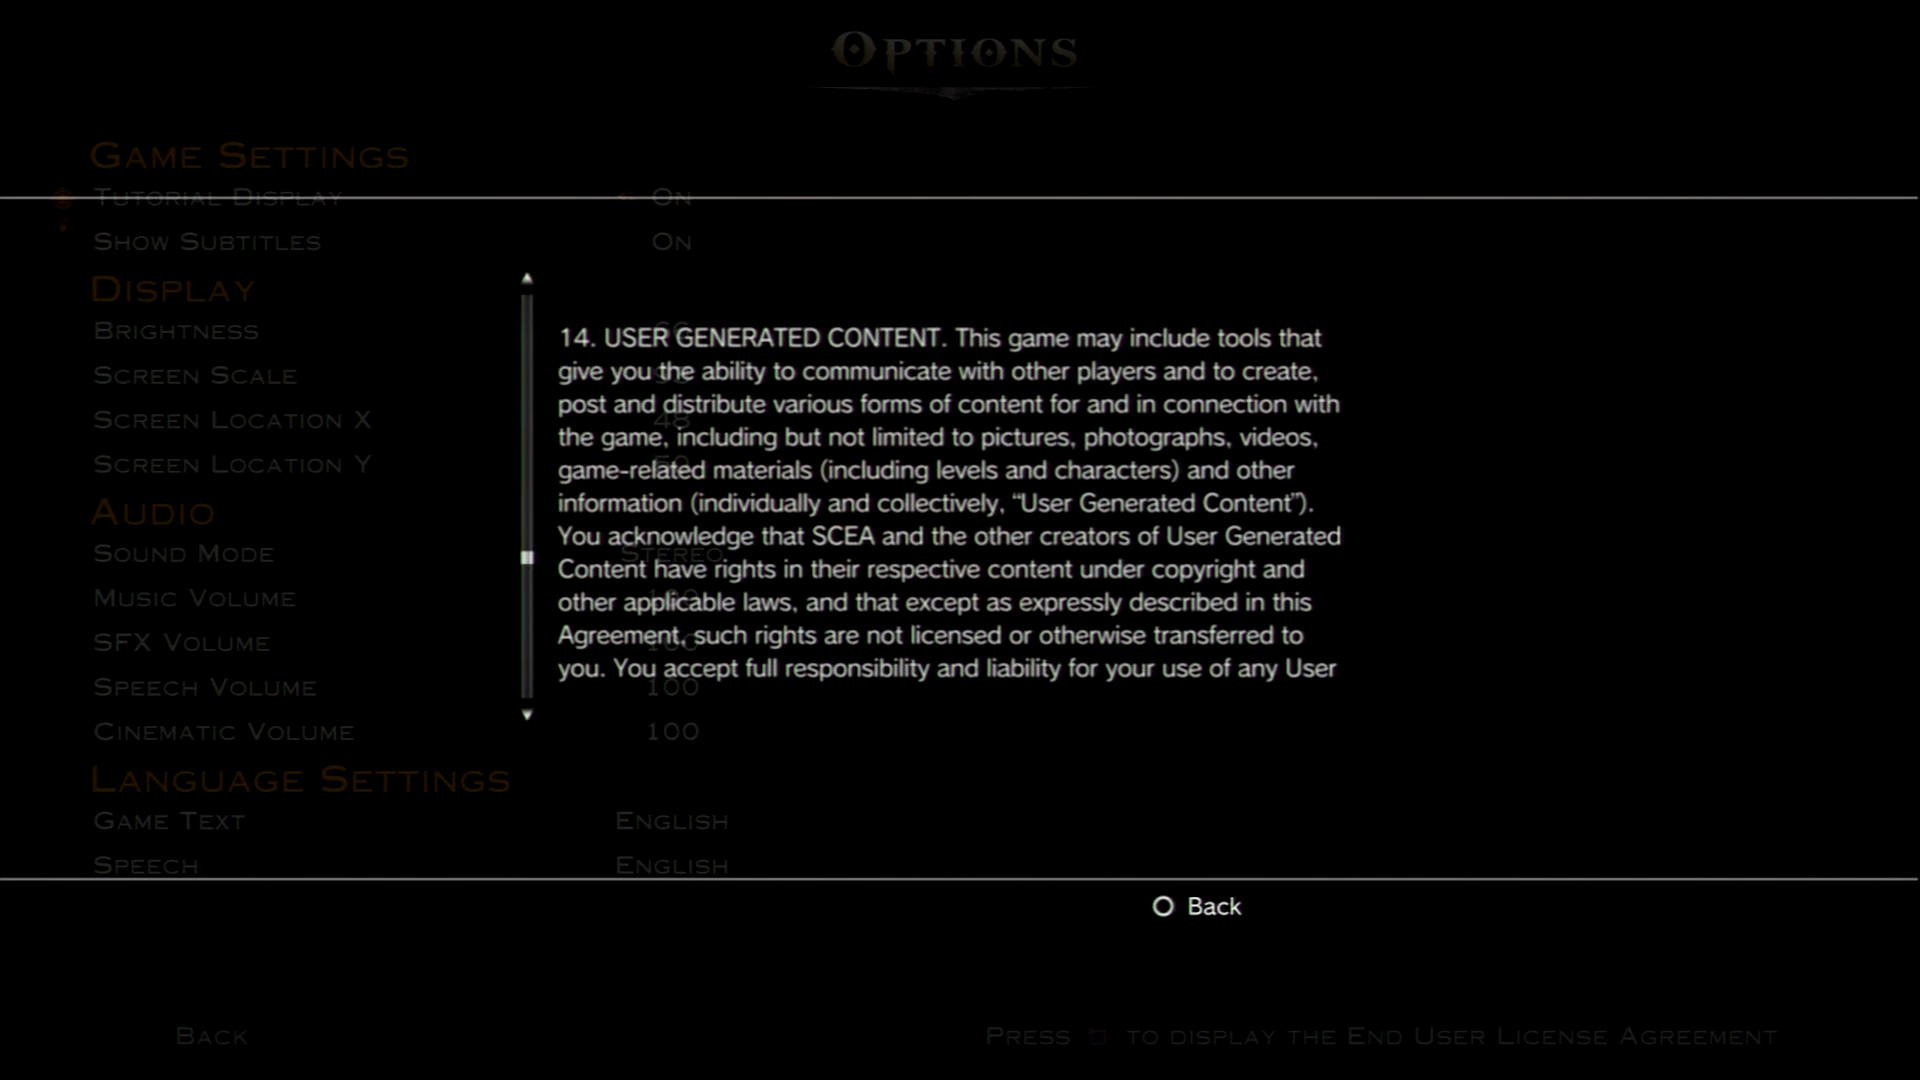 Options
Game Settings
Tutorial Display On
Show Subtitles On
Display
Brightness
Screen Scale
Screen Location X 48
Screen Location Y
Audio
Sound Mode Stereo
Music Volume
SFX Volume 100
Speech Volume 100
Cinematic Volume 100
Language Settings
Game Text English
Speech English
14. USER GENERATED CONTENT. This game may include tools that
give you the ability to communicate with other players and to create,
post and distribute various forms of content for and in connection with
the game, including but not limited to pictures, photographs, videos,
game-related materials (including levels and characters) and other
information (individually and collectively, “User Generated Content”).
You acknowledge that SCEA and the other creators of User Generated
Content have rights in their respective content under copyright and
other applicable laws, and that except as expressly described in this
Agreement, such rights are not licensed or otherwise transferred to
you. You accept full responsibility and liability for your use of any User
Back
Back
Press to display the End User License Agreement